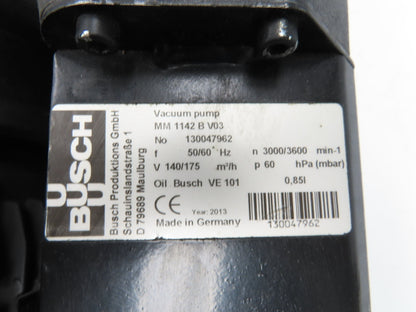 BUSCH
Busch Produktions GmbH
Schauinslandstraße 1
D 79689 Maulburg
Vacuum pump
MM 1142 B V03
No 130047962
f 50/60 Hz n 3000/3600 min-1
V 140/175 m³/h p 60 hPa (mbar)
Oil Busch VE 101 0,85l
CE Year: 2013
Made in Germany
130047962